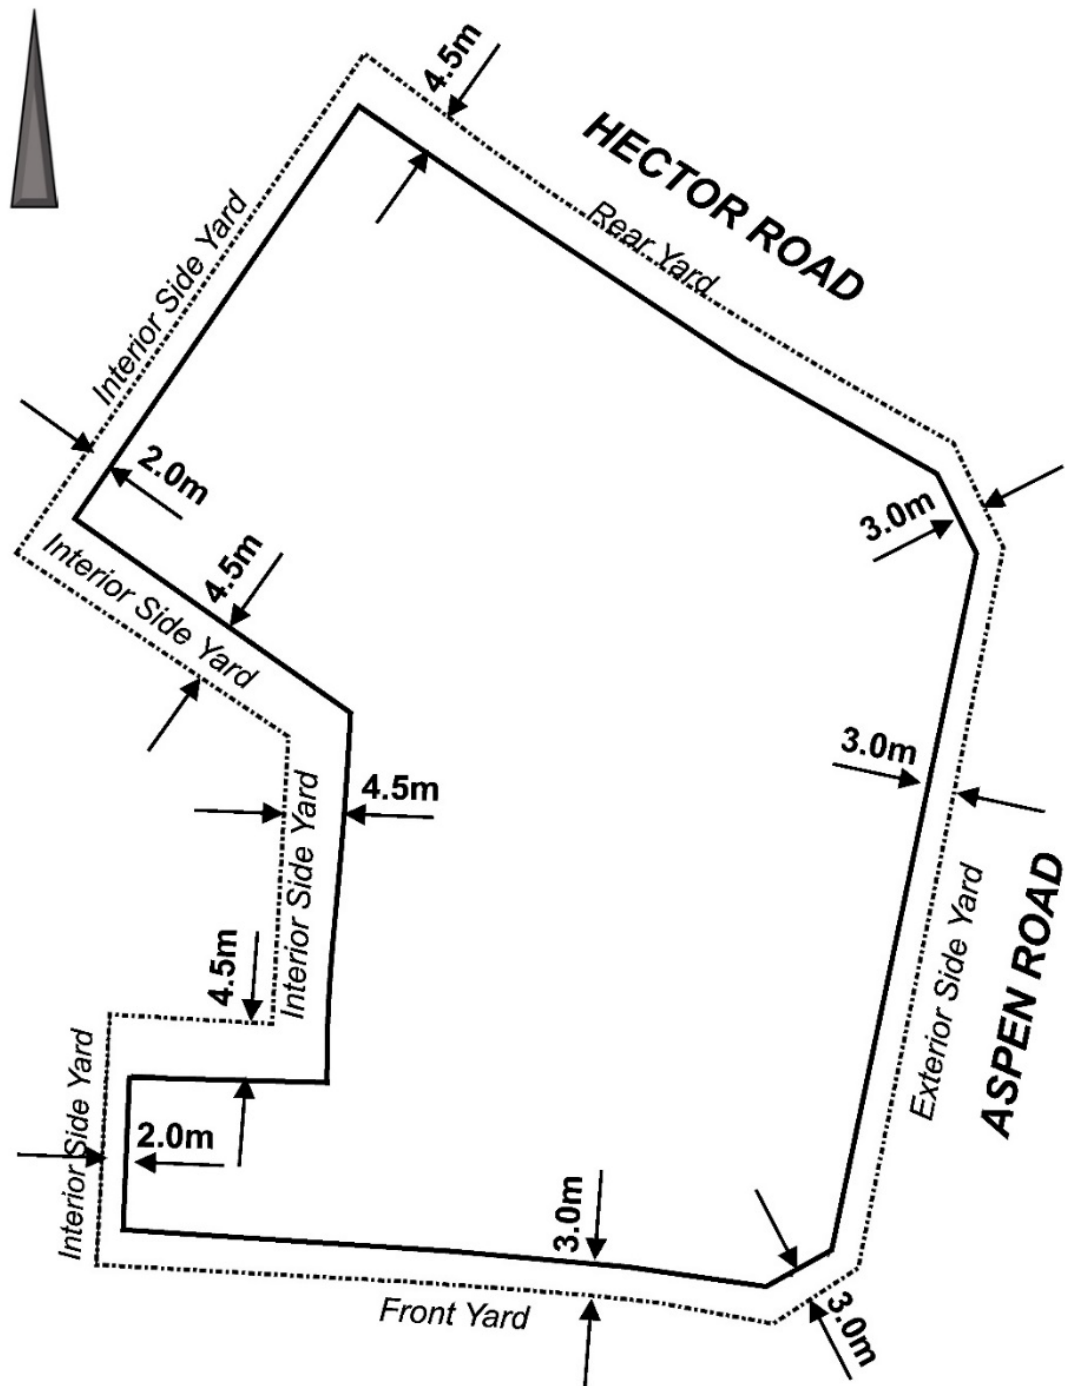 4.5m
HECTOR ROAD
Rear Yard
Interior Side Yard
2.0m
3.0m
4.5m
Interior Side Yard
3.0m
4.5m
Interior Side Yard
Exterior Side Yard
ASPEN ROAD
4.5m
Interior Side Yard
2.0m
3.0m
Front Yard
3.0m